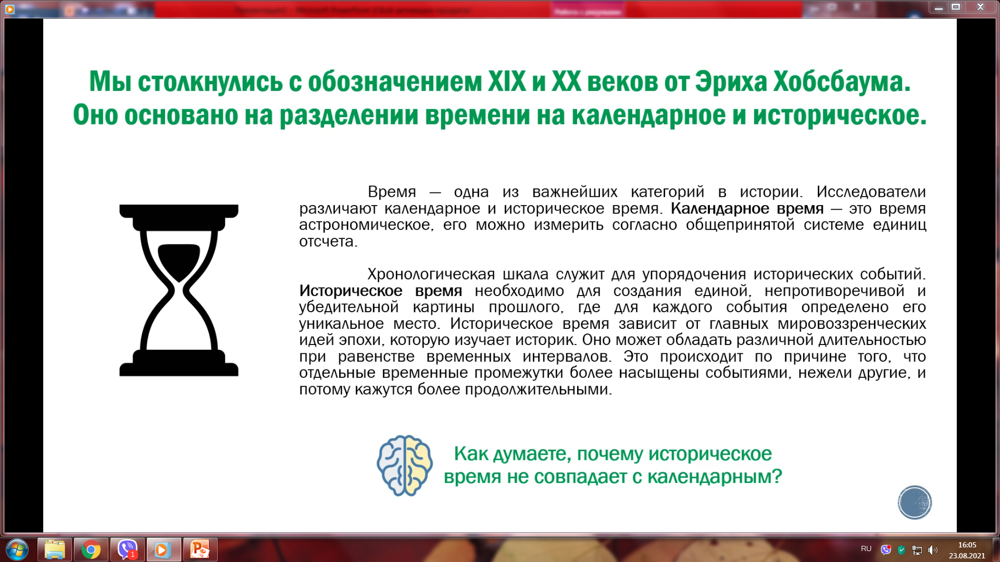 Мы столкнулись с обозначением XIX и XX веков от Эриха Хобсбаума.
Оно основано на разделении времени на календарное и историческое.
Время — одна из важнейших категорий в истории. Исследователи
различают календарное и историческое время. Календарное время — это время
астрономическое, его можно измерить согласно общепринятой системе единиц
отсчета.
Хронологическая шкала служит для упорядочения исторических событий.
Историческое время необходимо для создания единой, непротиворечивой и
убедительной картины прошлого, где для каждого события определено его
уникальное место. Историческое время зависит от главных мировоззренческих
идей эпохи, которую изучает историк. Оно может обладать различной длительностью
при равенстве временных интервалов. Это происходит по причине того, что
отдельные временные промежутки более насыщены событиями, нежели другие, и
потому кажутся более продолжительными.
Как думаете, почему историческое
время не совпадает с календарным?
1
RU
16:05
23.08.2021